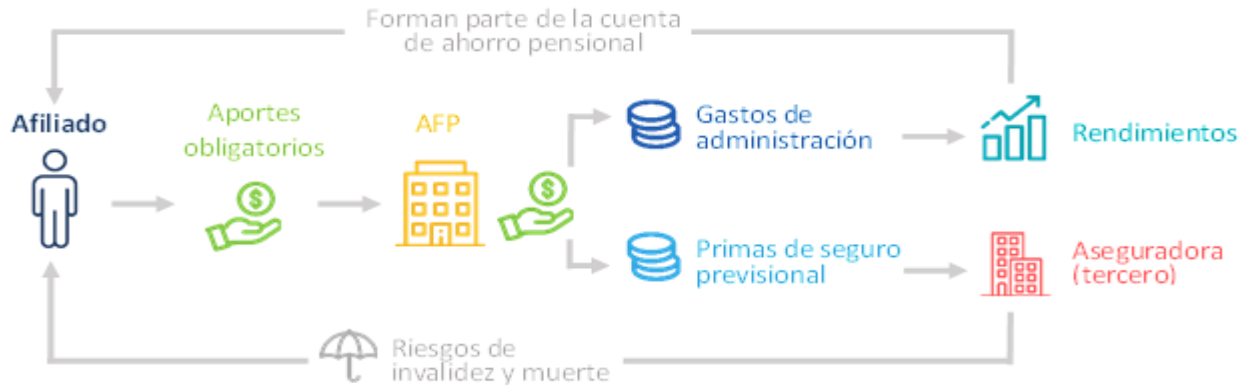 Forman parte de la cuenta
de ahorro pensional
Afiliado
Aportes
obligatorios
AFP
Gastos de
administración
Rendimientos
Primas de seguro
previsional
Aseguradora
(tercero)
Riesgos de
invalidez y muerte